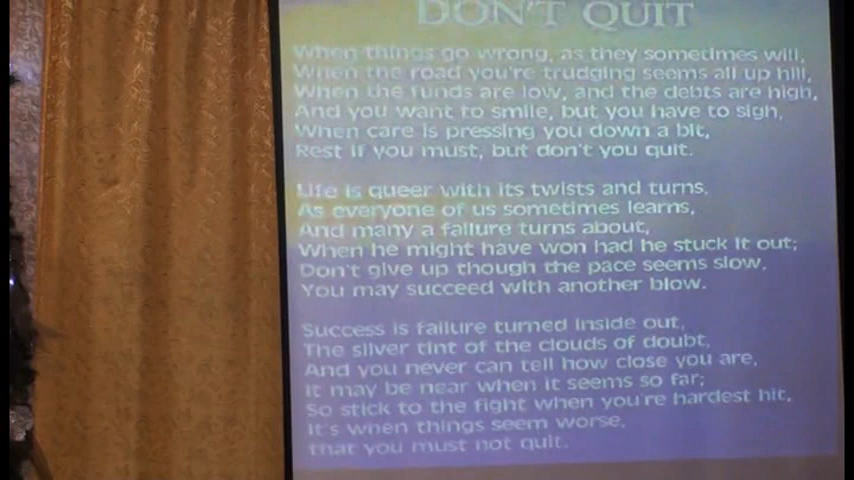 DON'T QUIT
When things go wrong, as they sometimes will,
When the road you're trudging seems all up hill,
When the funds are low, and the debts are high,
And you want to smile, but you have to sigh,
When care is pressing you down a bit,
Rest if you must, but don't you quit.
Life is queer with its twists and turns,
As everyone of us sometimes learns,
And many a failure turns about,
When he might have won had he stuck it out;
Don't give up though the pace seems slow,
You may succeed with another blow.
Success is failure turned inside out,
The silver tint of the clouds of doubt,
And you never can tell how close you are,
It may be near when it seems so far;
So stick to the fight when you're hardest hit,
It's when things seem worse,
that you must not quit.